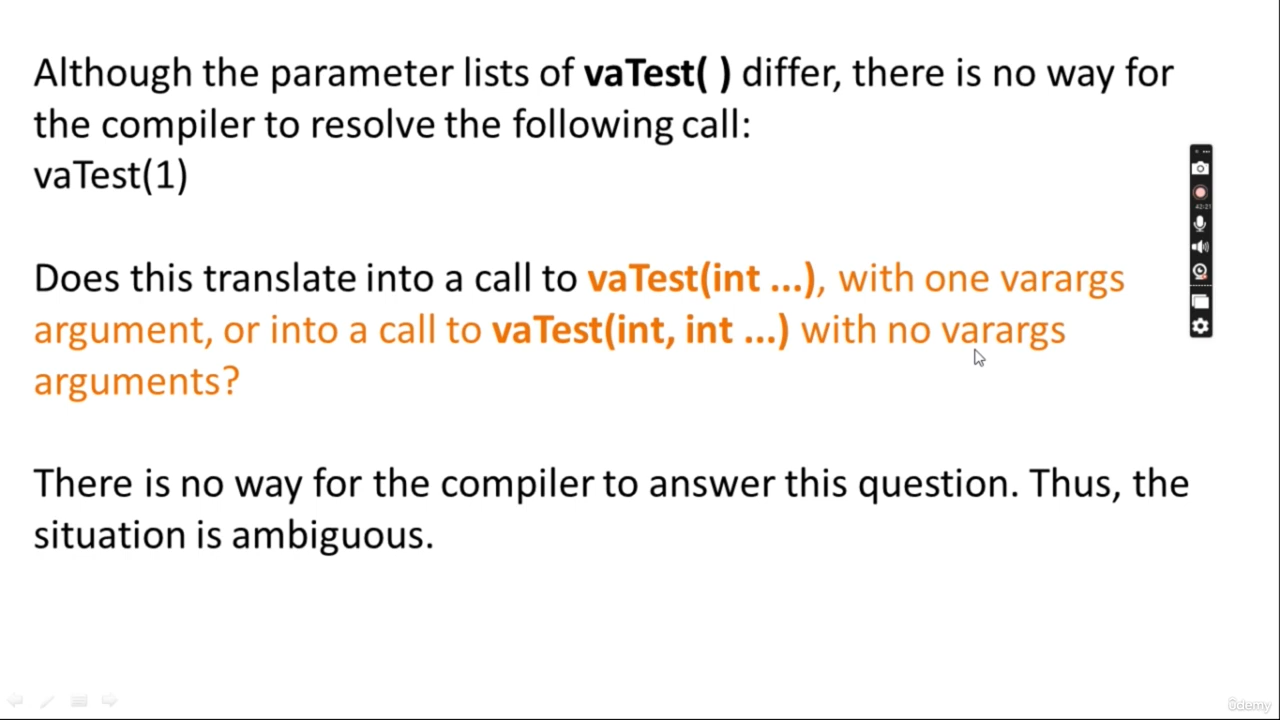 Although the parameter lists of vaTest( ) differ, there is no way for
the compiler to resolve the following call:
vaTest(1)
Does this translate into a call to vaTest(int ...), with one varargs
argument, or into a call to vaTest(int, int ...) with no varargs
arguments?
There is no way for the compiler to answer this question. Thus, the
situation is ambiguous.
42:21
ûdemy